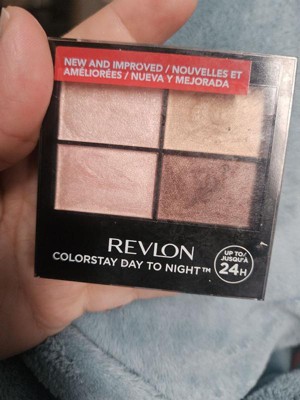 NEW AND IMPROVED / NOUVELLES ET
AMÉLIORÉES / NUEVA Y MEJORADA
REVLON
COLORSTAY DAY TO NIGHT™
UP TO/
JUSQU'À
24H